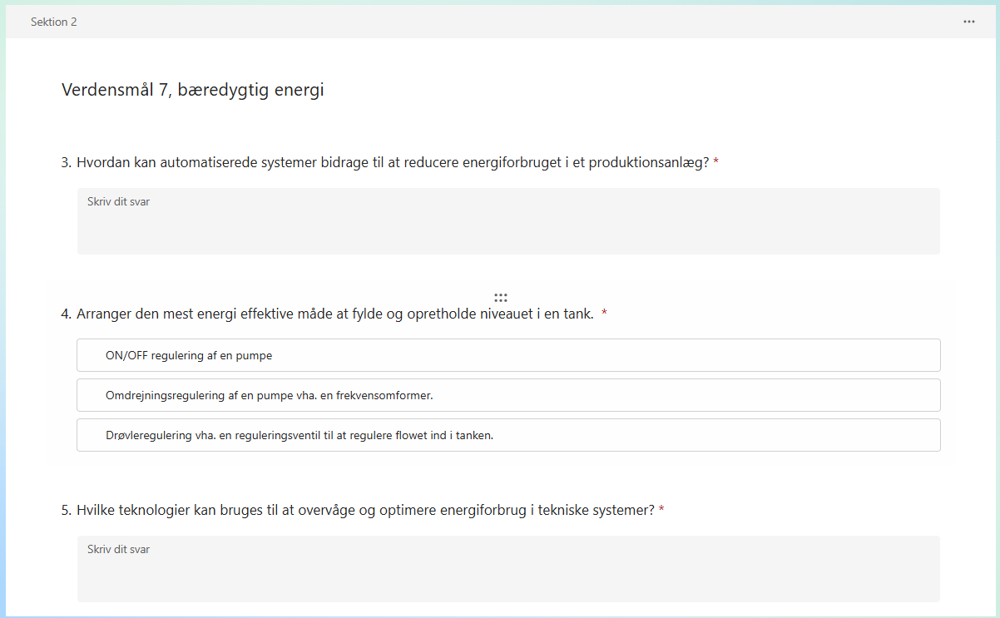 Sektion 2
Verdensmål 7, bæredygtig energi
3. Hvordan kan automatiserede systemer bidrage til at reducere energiforbruget i et produktionsanlæg? *
Skriv dit svar
4. Arranger den mest energi effektive måde at fylde og opretholde niveauet i en tank. *
ON/OFF regulering af en pumpe
Omdrejningsregulering af en pumpe vha. en frekvensomformer.
Drøvleregulering vha. en reguleringsventil til at regulere flowet ind i tanken.
5. Hvilke teknologier kan bruges til at overvåge og optimere energiforbrug i tekniske systemer? *
Skriv dit svar